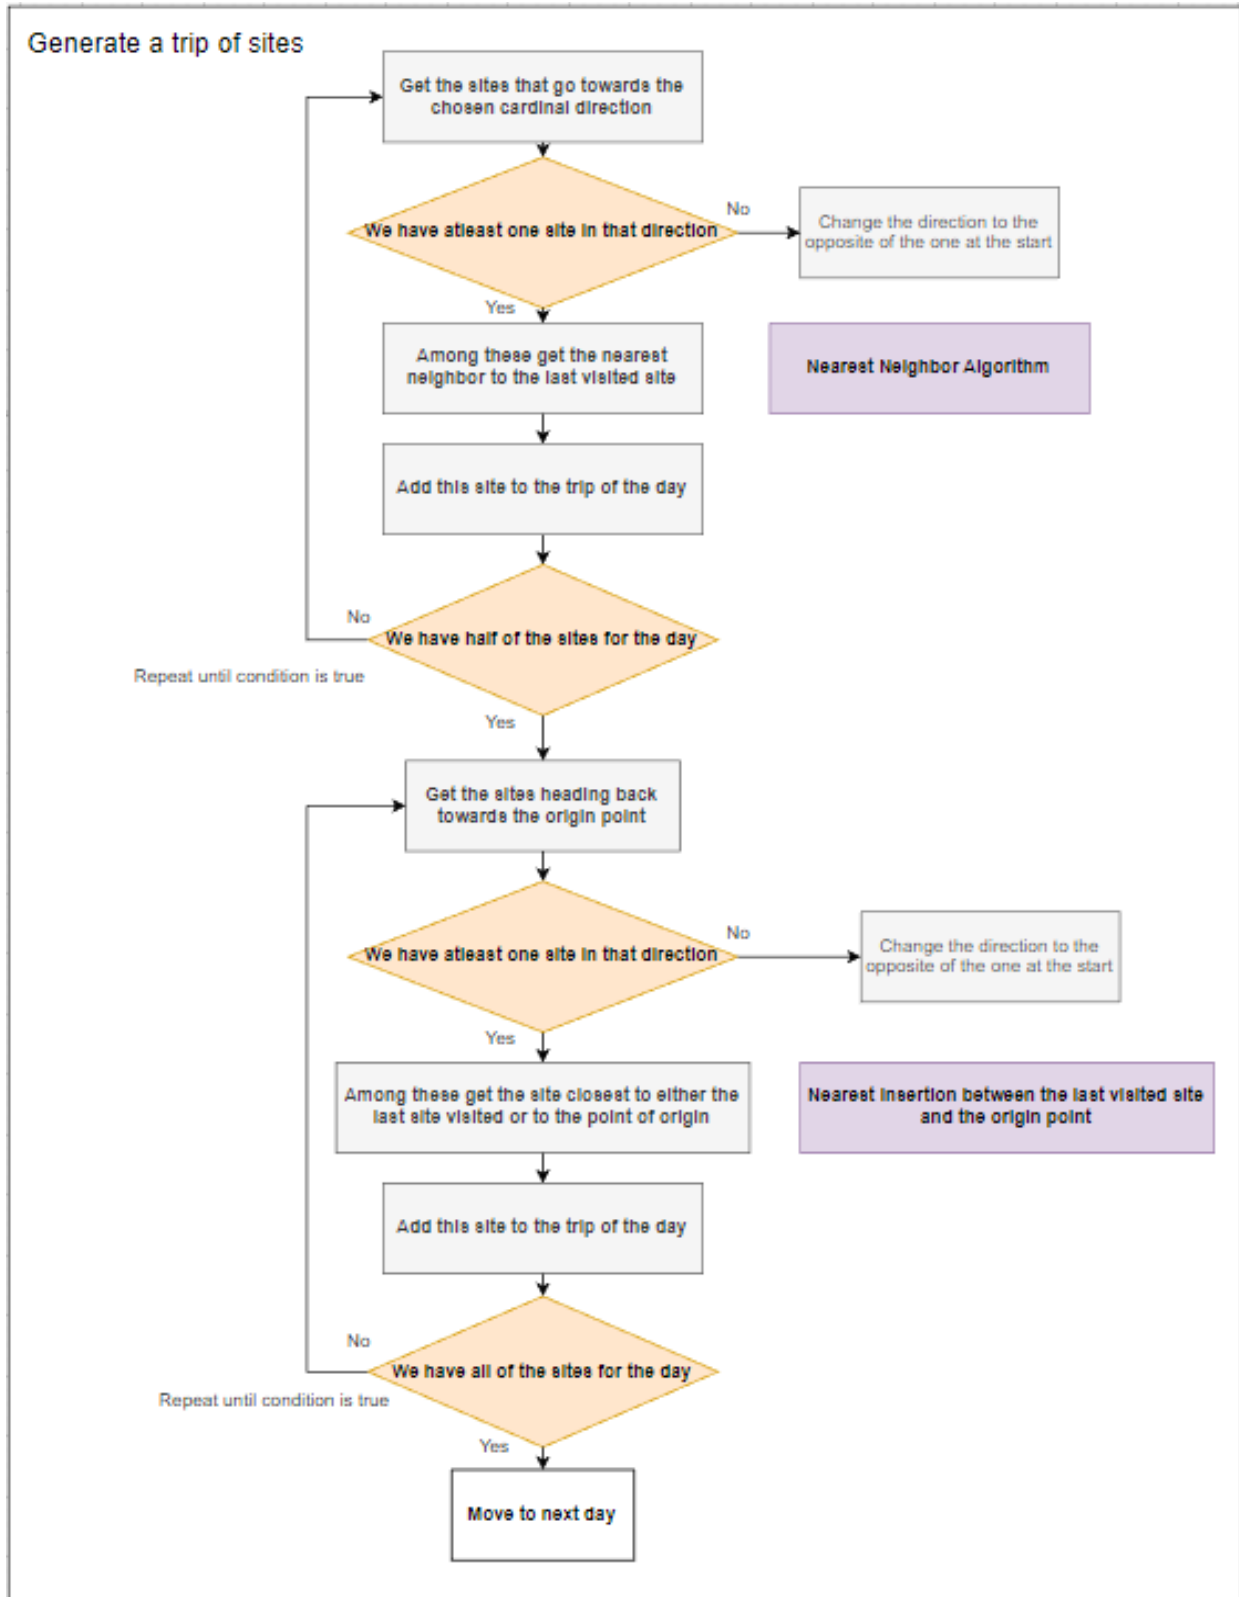 Generate a trip of sites
Get the sites that go towards the
chosen cardinal direction
We have atleast one site in that direction
No
Change the direction to the
opposite of the one at the start
Yes
Among these get the nearest
neighbor to the last visited site
Nearest Neighbor Algorithm
Add this site to the trip of the day
No
We have half of the sites for the day
Repeat until condition is true
Yes
Get the sites heading back
towards the origin point
We have atleast one site in that direction
No
Change the direction to the
opposite of the one at the start
Yes
Among these get the site closest to either the
last site visited or to the point of origin
Nearest insertion between the last visited site
and the origin point
Add this site to the trip of the day
No
We have all of the sites for the day
Repeat until condition is true
Yes
Move to next day